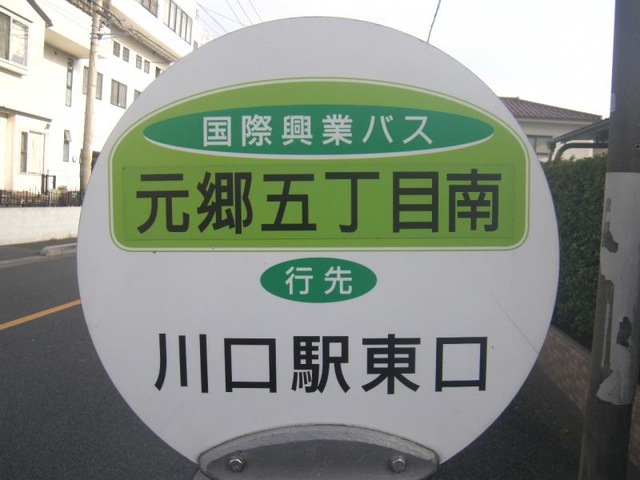 国際興業バス
元郷五丁目南
行先
川口駅東口